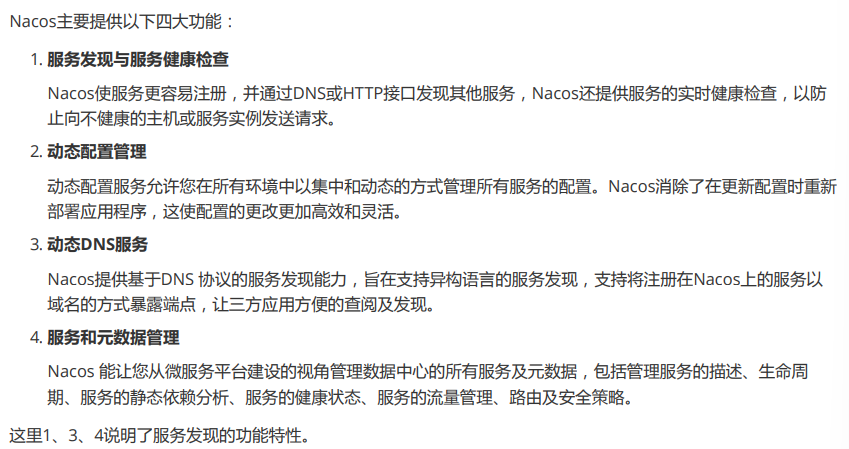 Nacos主要提供以下四大功能：
1. 服务发现与服务健康检查
Nacos使服务更容易注册，并通过DNS或HTTP接口发现其他服务，Nacos还提供服务的实时健康检查，以防
止向不健康的主机或服务实例发送请求。
2. 动态配置管理
动态配置服务允许您在所有环境中以集中和动态的方式管理所有服务的配置。Nacos消除了在更新配置时重新
部署应用程序，这使配置的更改更加高效和灵活。
3. 动态DNS服务
Nacos提供基于DNS 协议的服务发现能力，旨在支持异构语言的服务发现，支持将注册在Nacos上的服务以
域名的方式暴露端点，让三方应用方便的查阅及发现。
4. 服务和元数据管理
Nacos 能让您从微服务平台建设的视角管理数据中心的所有服务及元数据，包括管理服务的描述、生命周
期、服务的静态依赖分析、服务的健康状态、服务的流量管理、路由及安全策略。
这里1、3、4说明了服务发现的功能特性。